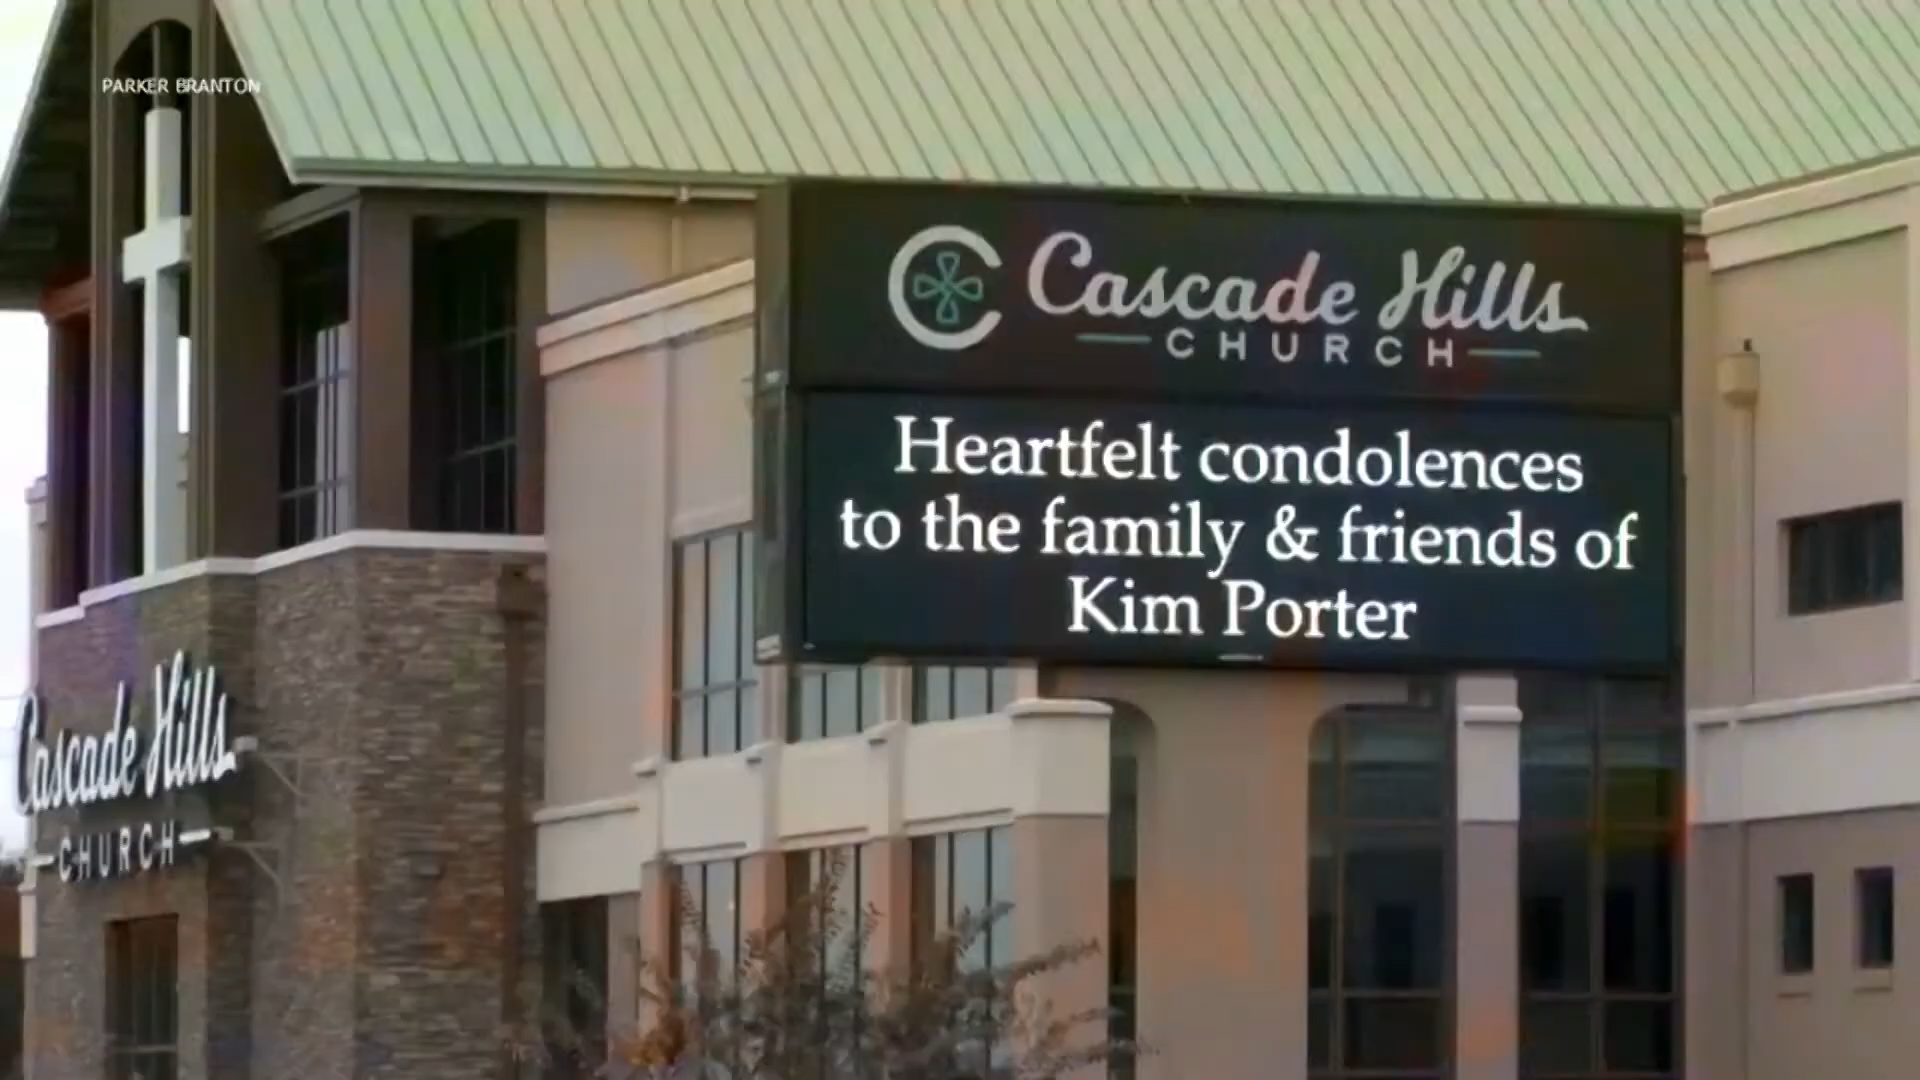 PARKER BRANTON
Cascade Hills
CHURCH
Heartfelt condolences
to the family & friends of
Kim Porter
Cascade Hills
CHURCH